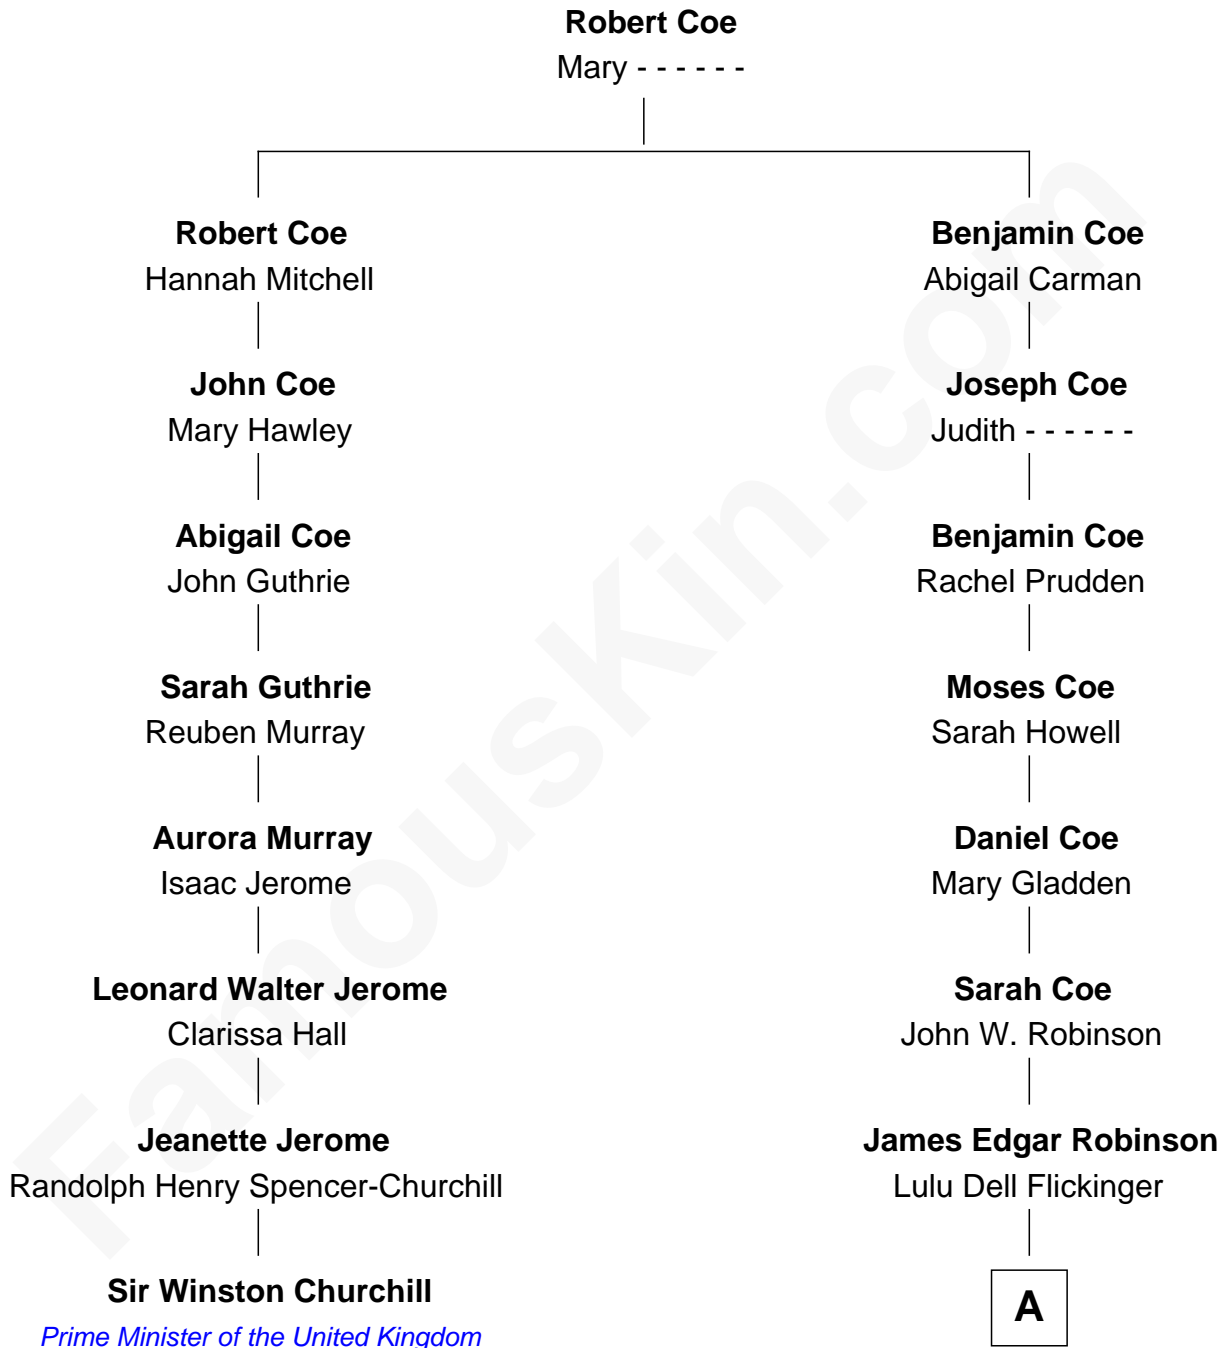 Robert Coe
Mary - - - - - -
Robert Coe
Hannah Mitchell
Benjamin Coe
Abigail Carman
John Coe
Mary Hawley
Joseph Coe
Judith - - - - - -
Abigail Coe
John Guthrie
Benjamin Coe
Rachel Prudden
Sarah Guthrie
Reuben Murray
Moses Coe
Sarah Howell
Aurora Murray
Isaac Jerome
Daniel Coe
Mary Gladden
Leonard Walter Jerome
Clarissa Hall
Sarah Coe
John W. Robinson
Jeanette Jerome
Randolph Henry Spencer-Churchill
James Edgar Robinson
Lulu Dell Flickinger
Sir Winston Churchill
Prime Minister of the United Kingdom
A
FamousKin.com